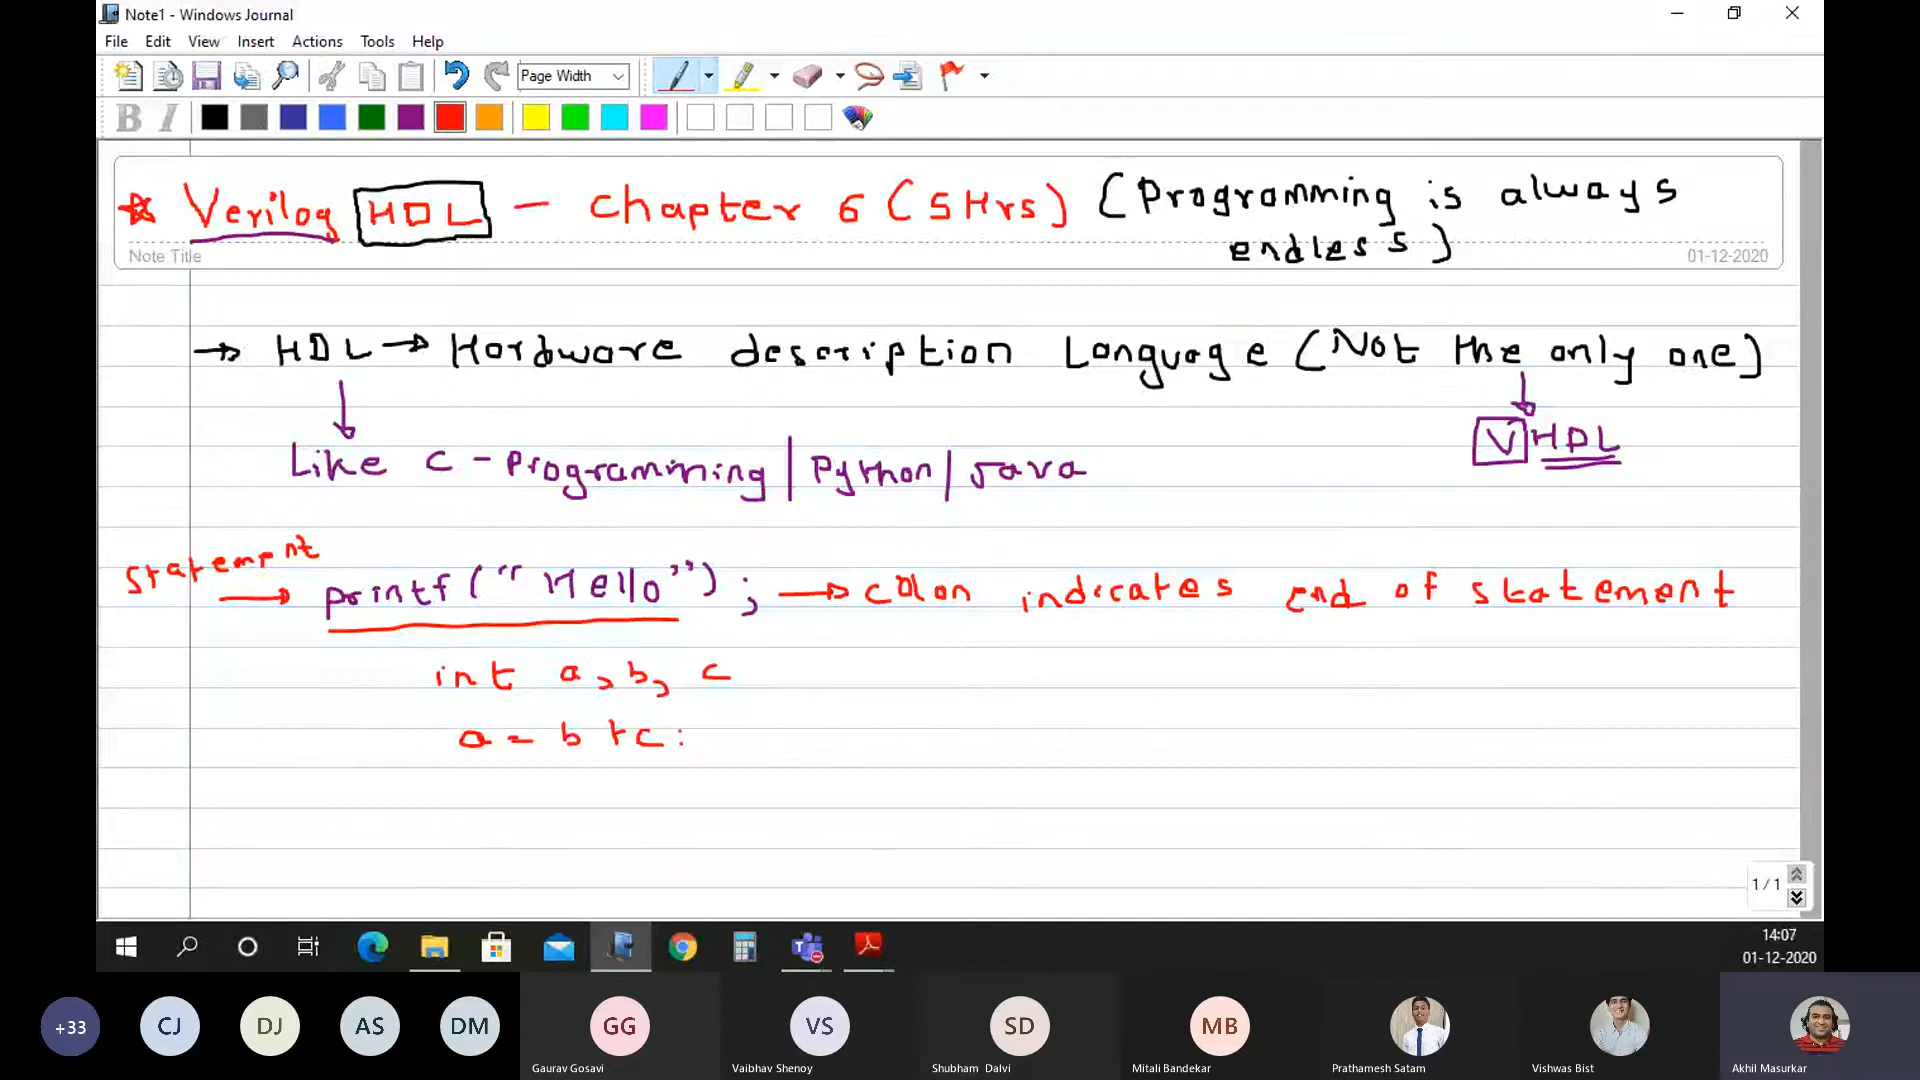 Note1 - Windows Journal
File Edit View Insert Actions Tools Help
Page Width
B I
Verilog HDL - Chapter 6 (5Hrs) (Programming is always
endless)
Note Title
01-12-2020
→ HDL → Hardware description Language (Not the only one)
VHDL
Like C-Programming | Python | Java
Statement
→ printf("Hello") ; → colon indicates end of statement
int a, b, c
a = b + c :
1 / 1
14:07
01-12-2020
+33 CJ DJ AS DM GG VS SD MB
Gaurav Gosavi Vaibhav Shenoy Shubham Dalvi Mitali Bandekar Prathamesh Satam Vishwas Bist Akhil Masurkar